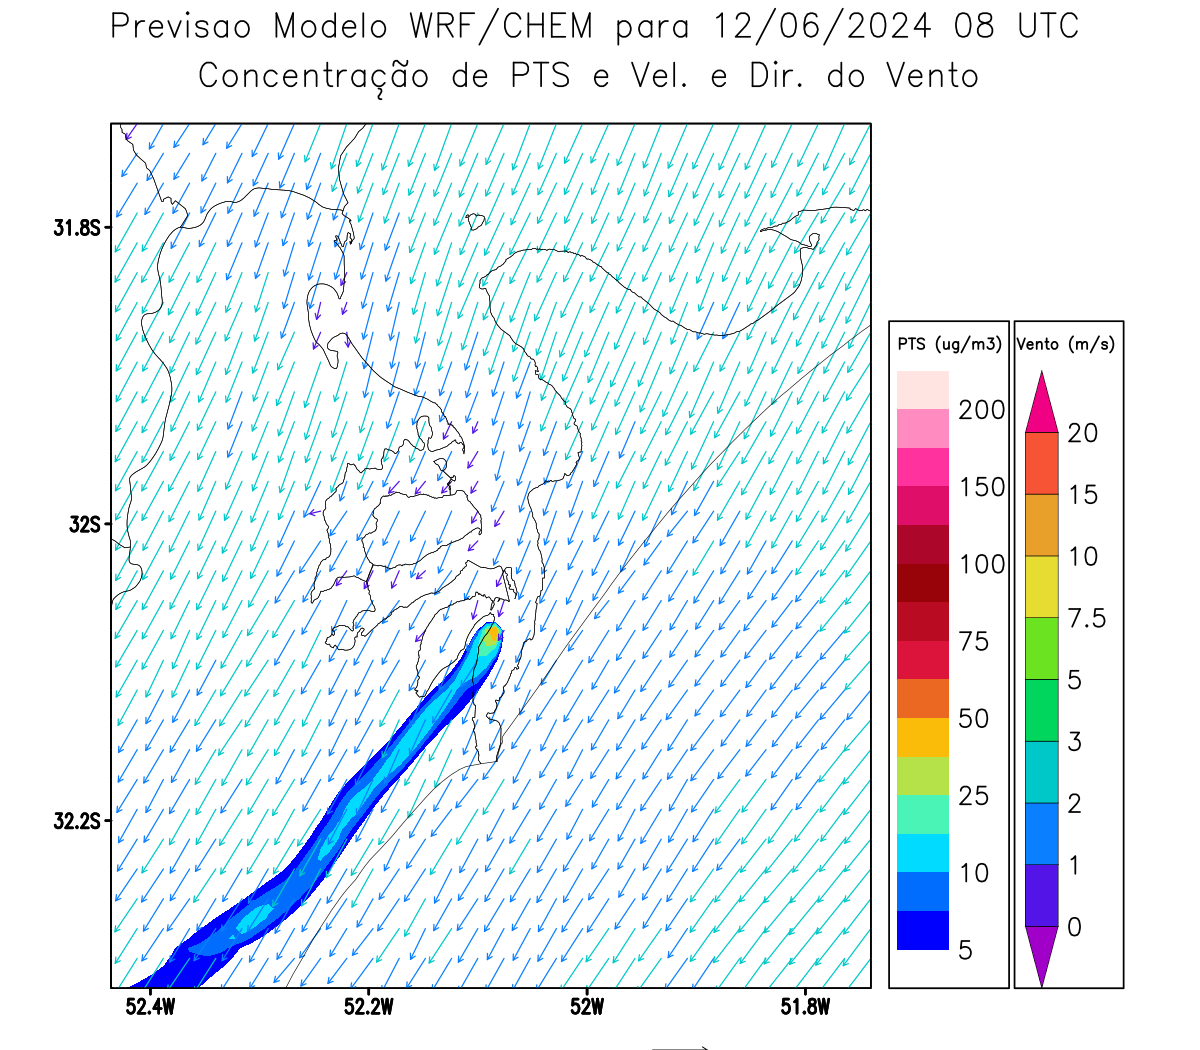 Previsao Modelo WRF/CHEM para 12/06/2024 08 UTC
Concentração de PTS e Vel. e Dir. do Vento
31.8S
32S
32.2S
52.4W
52.2W
52W
51.8W
PTS (ug/m3)
200
150
100
75
50
25
10
5
Vento (m/s)
20
15
10
7.5
5
3
2
1
0